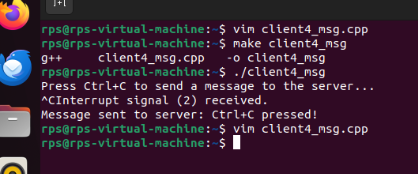 rps@rps-virtual-machine:~$ vim client4_msg.cpp
rps@rps-virtual-machine:~$ make client4_msg
g++     client4_msg.cpp   -o client4_msg
rps@rps-virtual-machine:~$ ./client4_msg
Press Ctrl+C to send a message to the server...
^CInterrupt signal (2) received.
Message sent to server: Ctrl+C pressed!
rps@rps-virtual-machine:~$ vim client4_msg.cpp
rps@rps-virtual-machine:~$